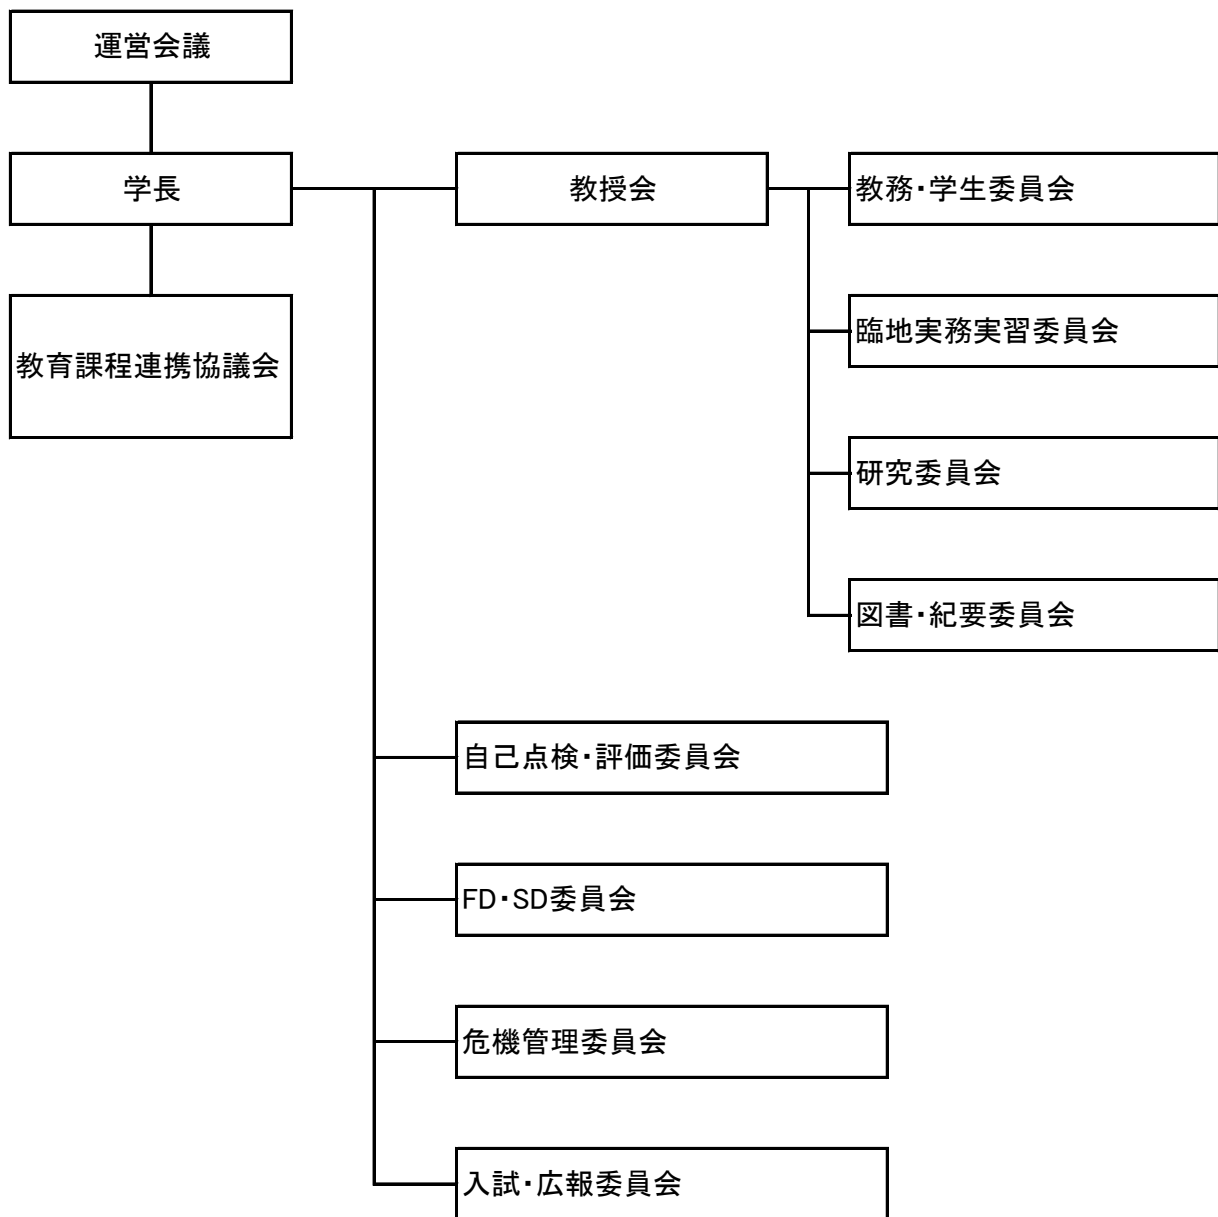 運営会議
学長
教授会
教務・学生委員会
教育課程連携協議会
臨地実務実習委員会
研究委員会
図書・紀要委員会
自己点検・評価委員会
FD・SD委員会
危機管理委員会
入試・広報委員会